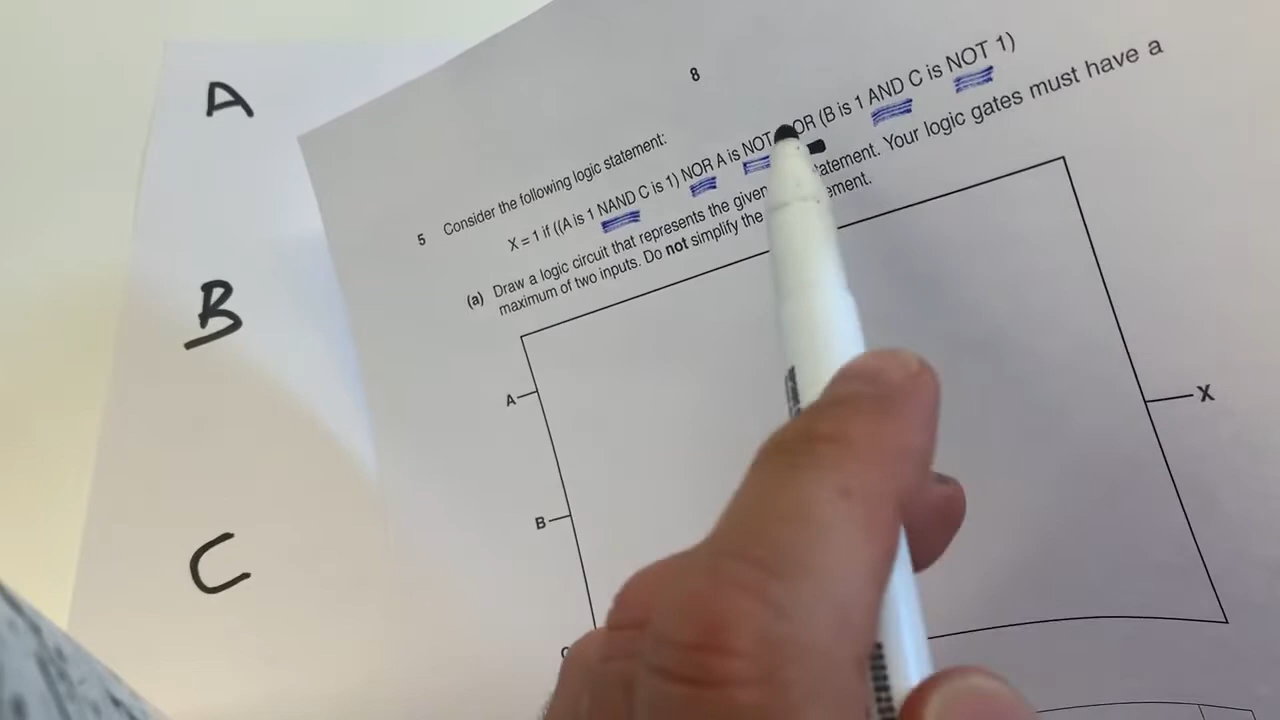 8
5 Consider the following logic statement:
X = 1 if ((A is 1 NAND C is 1) NOR A is NOT OR (B is 1 AND C is NOT 1)
(a) Draw a logic circuit that represents the given statement. Your logic gates must have a
maximum of two inputs. Do not simplify the
A
B
X
A
B
C